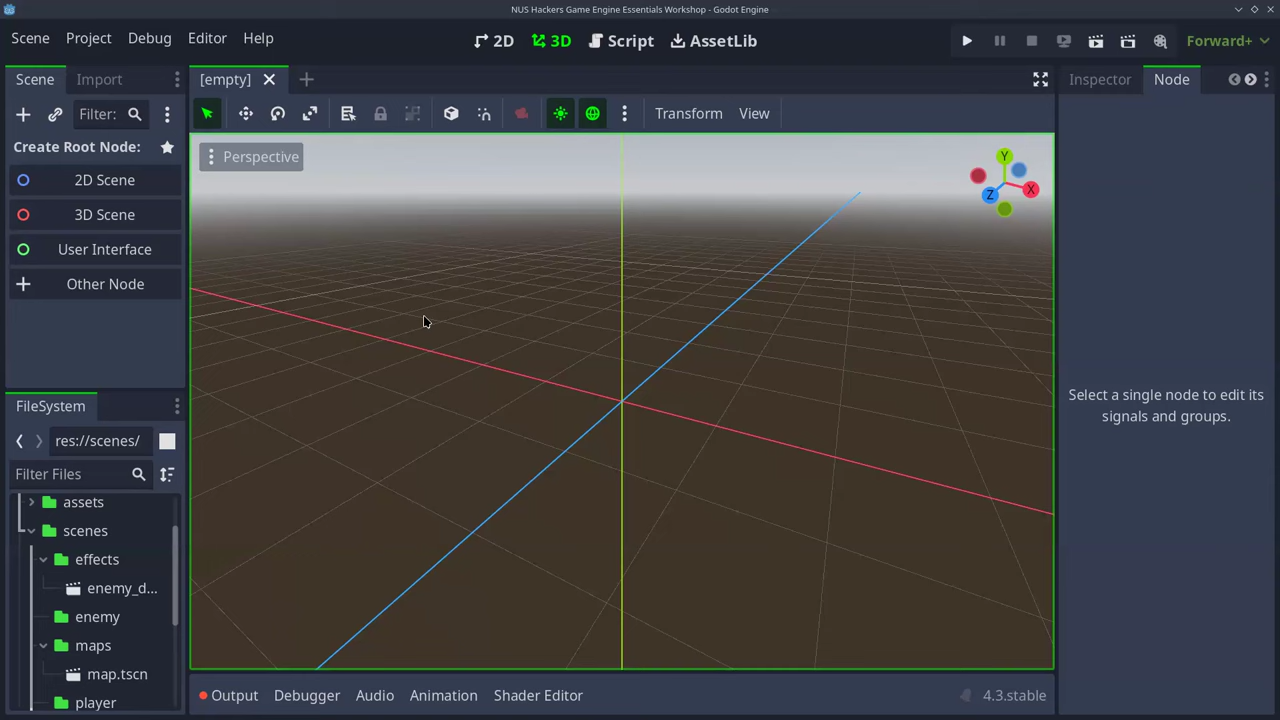 NUS Hackers Game Engine Essentials Workshop - Godot Engine
Scene Project Debug Editor Help
2D 3D Script AssetLib
Forward+
Scene Import
[empty]
Inspector Node
Filter:
Transform View
Create Root Node:
2D Scene
3D Scene
User Interface
Other Node
Perspective
Y
X
Z
Select a single node to edit its
signals and groups.
FileSystem
res://scenes/
Filter Files
assets
scenes
effects
enemy_d...
enemy
maps
map.tscn
player
Output Debugger Audio Animation Shader Editor
4.3.stable